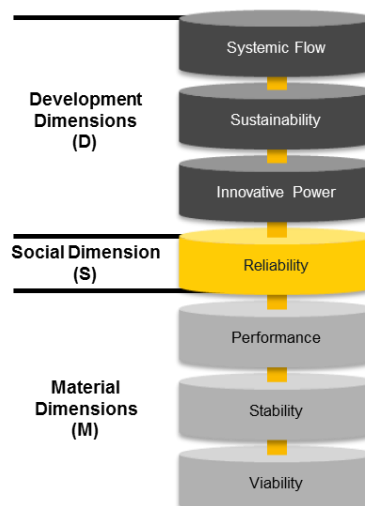 Systemic Flow
Development
Dimensions
(D)
Sustainability
Innovative Power
Social Dimension
(S)
Reliability
Performance
Material
Dimensions
(M)
Stability
Viability